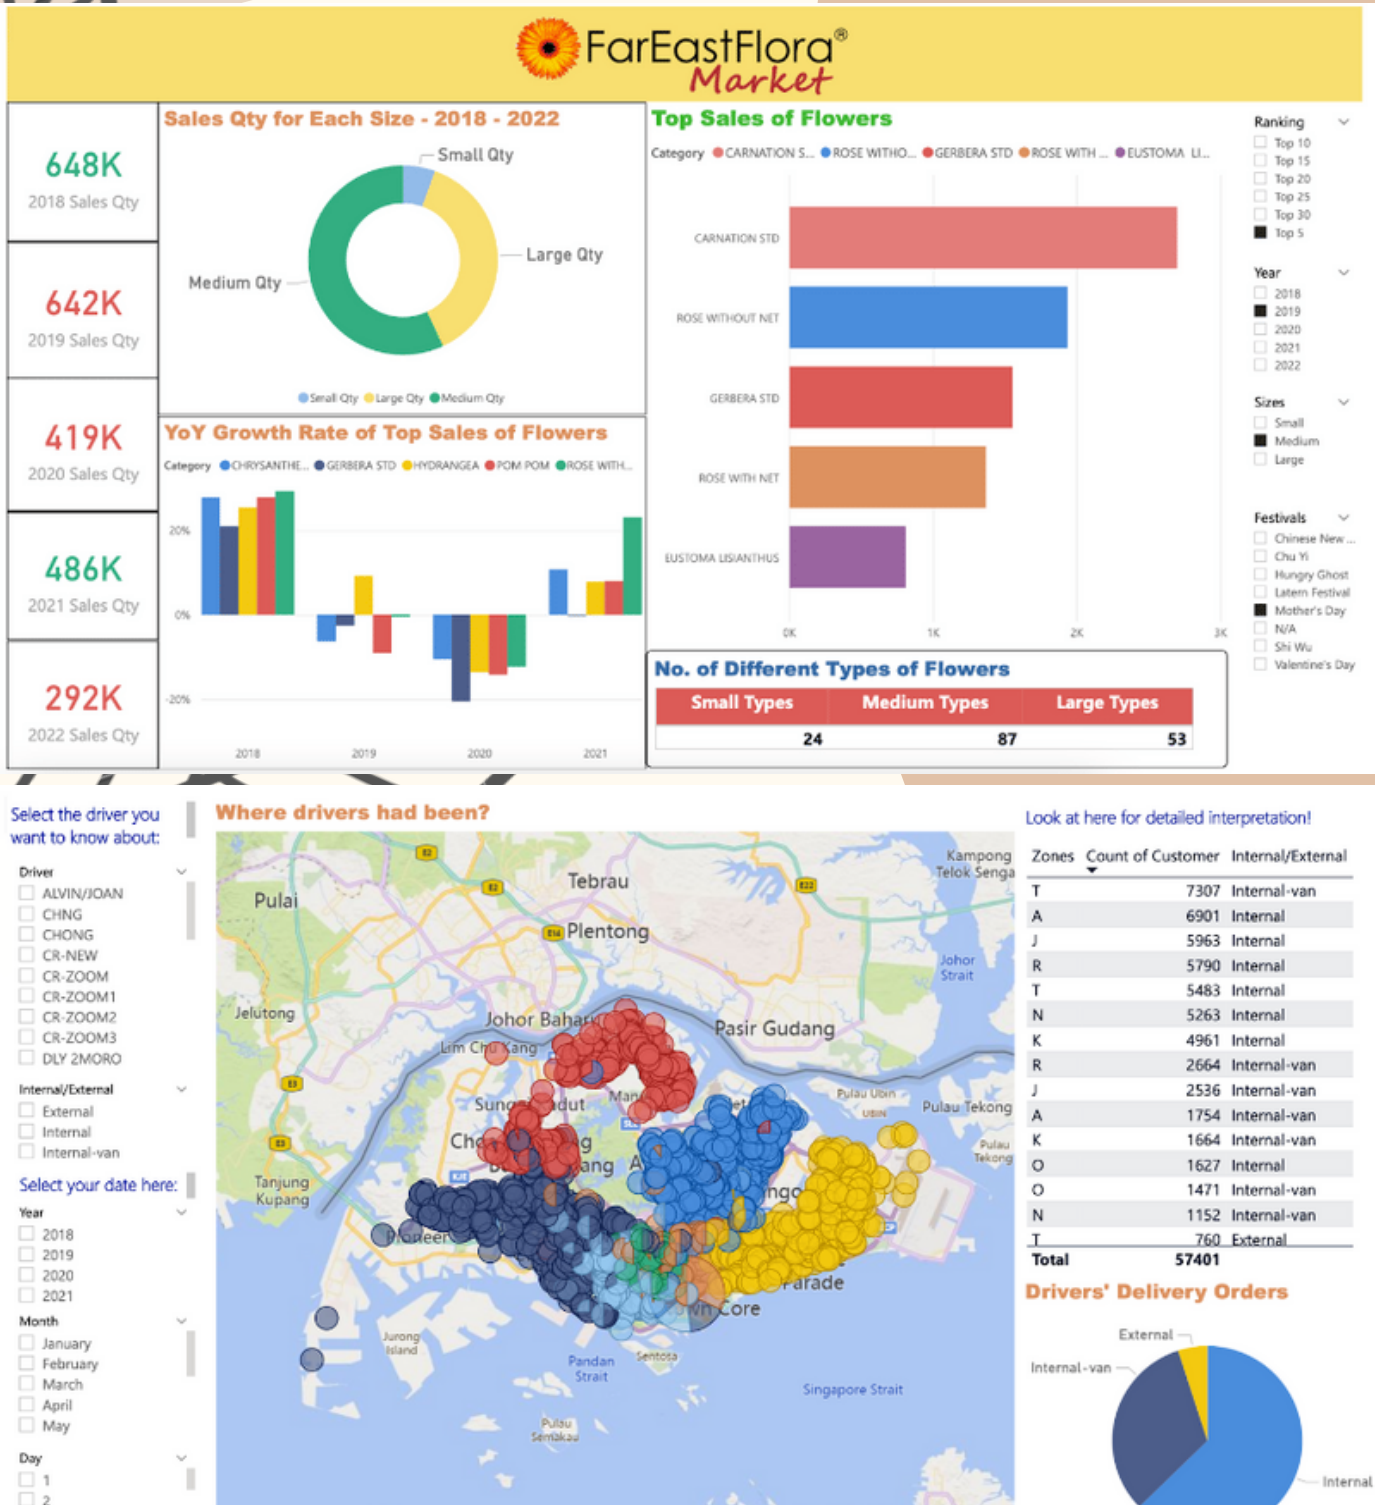 FarEastFlora®
Market
648K
2018 Sales Qty
642K
2019 Sales Qty
419K
2020 Sales Qty
486K
2021 Sales Qty
292K
2022 Sales Qty
Sales Qty for Each Size - 2018 - 2022
Small Qty
Large Qty
Medium Qty
Small Qty Large Qty Medium Qty
YoY Growth Rate of Top Sales of Flowers
Category CHRYSANTHE... GERBERA STD HYDRANGEA POM POM ROSE WITH...
20%
0%
-20%
2018 2019 2020 2021
Top Sales of Flowers
Category CARNATION S... ROSE WITHO... GERBERA STD ROSE WITH ... EUSTOMA LI...
CARNATION STD
ROSE WITHOUT NET
GERBERA STD
ROSE WITH NET
EUSTOMA LISIANTHUS
0K 1K 2K 3K
No. of Different Types of Flowers
Small Types Medium Types Large Types
24 87 53
Ranking
Top 10
Top 15
Top 20
Top 25
Top 30
Top 5
Year
2018
2019
2020
2021
2022
Sizes
Small
Medium
Large
Festivals
Chinese New ...
Chu Yi
Hungry Ghost
Latern Festival
Mother's Day
N/A
Shi Wu
Valentine's Day
Select the driver you
want to know about:
Driver
ALVIN/JOAN
CHNG
CHONG
CR-NEW
CR-ZOOM
CR-ZOOM1
CR-ZOOM2
CR-ZOOM3
DLY 2MORO
Internal/External
External
Internal
Internal-van
Select your date here:
Year
2018
2019
2020
2021
Month
January
February
March
April
May
Day
1
2
Where drivers had been?
E2
Kampong
Telok Senga
E2
Tebrau
E22
Pulai
E14 Plentong
Johor
Strait
Jelutong
Johor Baharu
Pasir Gudang
Lim Chu Kang
E3
Pulau Ubin
UBIN
Pulau Tekong
E3
Pulau
Tekong
Tanjung
Kupang
Pioneer
Parade
wn Core
Jurong
Island
Pandan
Strait
Sentosa
Singapore Strait
Pulau
Semakau
Look at here for detailed interpretation!
Zones Count of Customer Internal/External
T 7307 Internal-van
A 6901 Internal
J 5963 Internal
R 5790 Internal
T 5483 Internal
N 5263 Internal
K 4961 Internal
R 2664 Internal-van
J 2536 Internal-van
A 1754 Internal-van
K 1664 Internal-van
O 1627 Internal
O 1471 Internal-van
N 1152 Internal-van
T 760 External
Total 57401
Drivers' Delivery Orders
External
Internal-van
Internal